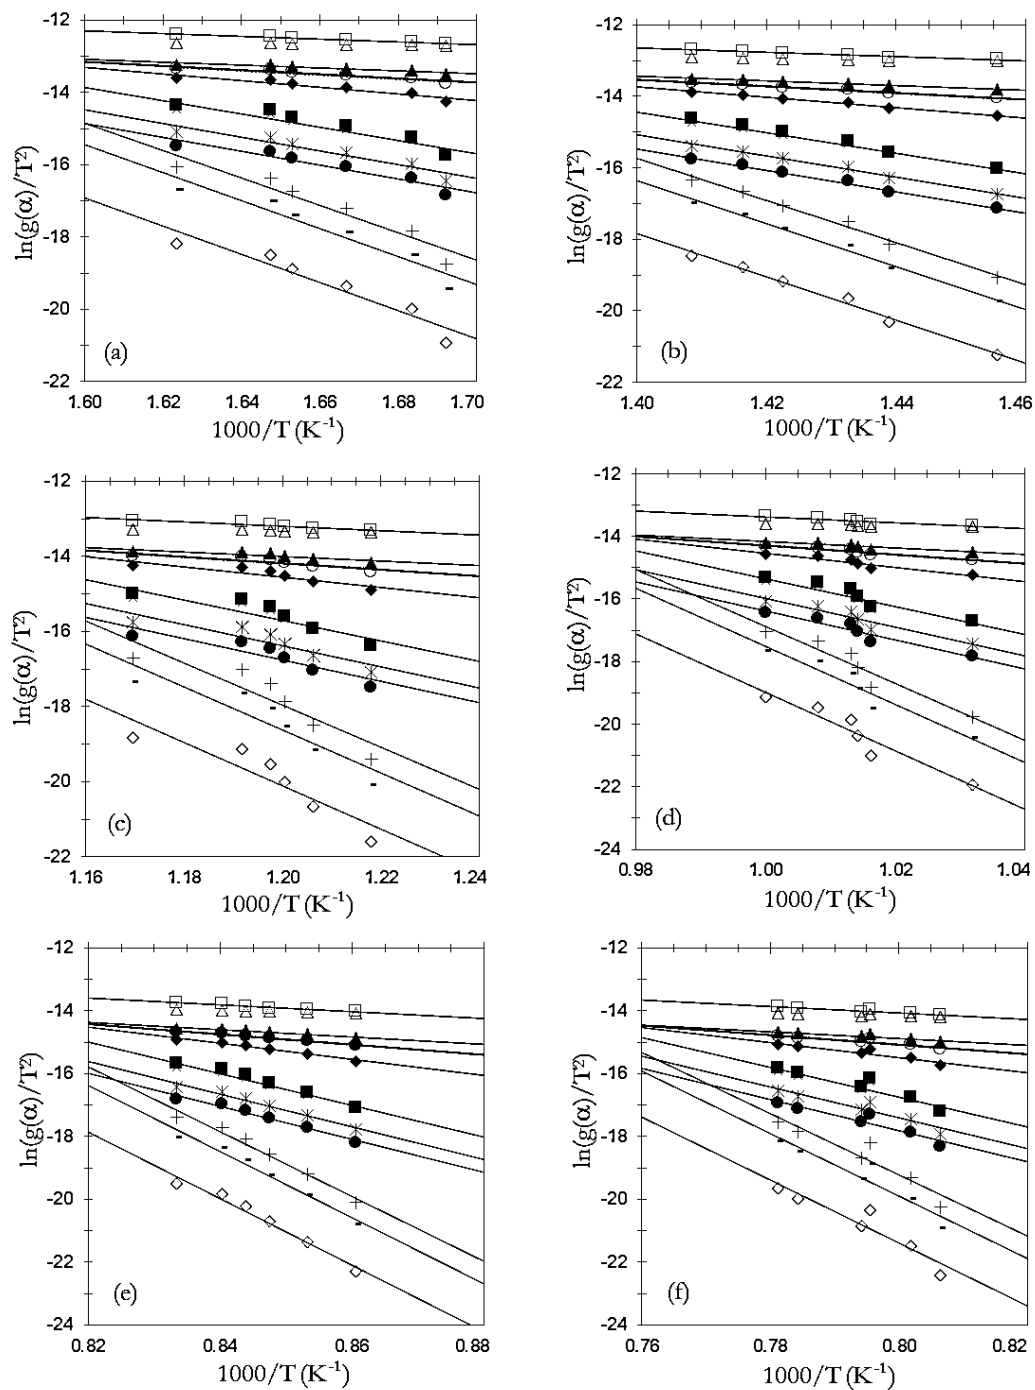 -12
-14
-16
-18
-20
-22
ln(g(α)/T²)
(a)
1.60 1.62 1.64 1.66 1.68 1.70
1000/T (K⁻¹)
-12
-14
-16
-18
-20
-22
ln(g(α)/T²)
(b)
1.40 1.42 1.44 1.46
1000/T (K⁻¹)
-12
-14
-16
-18
-20
-22
ln(g(α)/T²)
(c)
1.16 1.18 1.20 1.22 1.24
1000/T (K⁻¹)
-12
-14
-16
-18
-20
-22
-24
ln(g(α)/T²)
(d)
0.98 1.00 1.02 1.04
1000/T (K⁻¹)
-12
-14
-16
-18
-20
-22
-24
ln(g(α)/T²)
(e)
0.82 0.84 0.86 0.88
1000/T (K⁻¹)
-12
-14
-16
-18
-20
-22
-24
ln(g(α)/T²)
(f)
0.76 0.78 0.80 0.82
1000/T (K⁻¹)